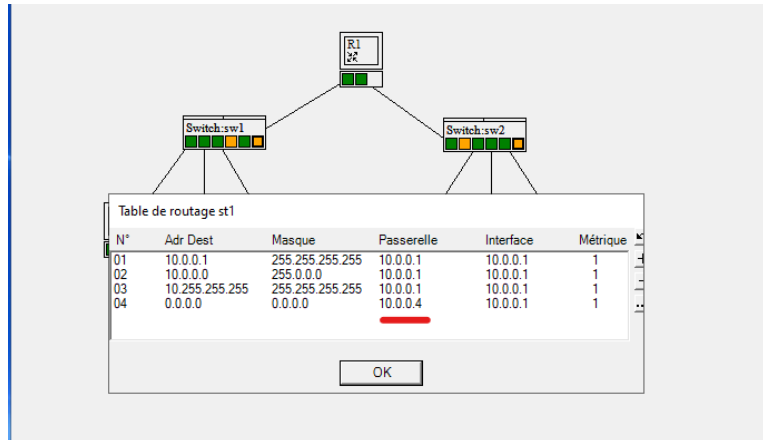 R1
Switch:sw1
Switch:sw2
Table de routage st1
N° Adr Dest Masque Passerelle Interface Métrique
01 10.0.0.1 255.255.255.255 10.0.0.1 10.0.0.1 1
02 10.0.0.0 255.0.0.0 10.0.0.1 10.0.0.1 1
03 10.255.255.255 255.255.255.255 10.0.0.1 10.0.0.1 1
04 0.0.0.0 0.0.0.0 10.0.0.4 10.0.0.1 1
OK